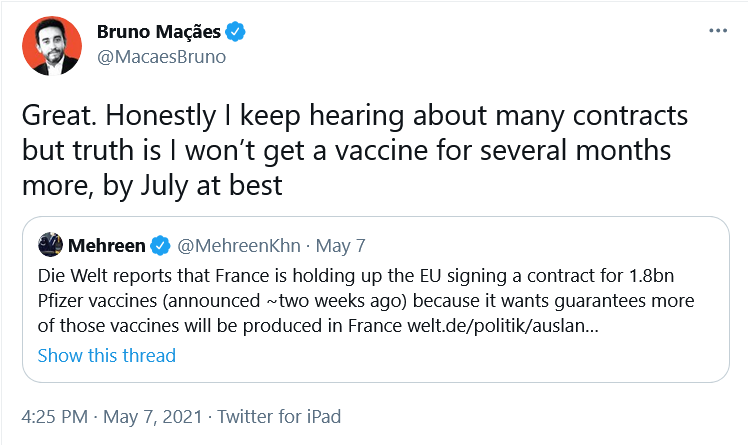 Bruno Maçães
@MacaesBruno
Great. Honestly I keep hearing about many contracts
but truth is I won’t get a vaccine for several months
more, by July at best
Mehreen @MehreenKhn · May 7
Die Welt reports that France is holding up the EU signing a contract for 1.8bn
Pfizer vaccines (announced ~two weeks ago) because it wants guarantees more
of those vaccines will be produced in France welt.de/politik/auslan...
Show this thread
4:25 PM · May 7, 2021 · Twitter for iPad